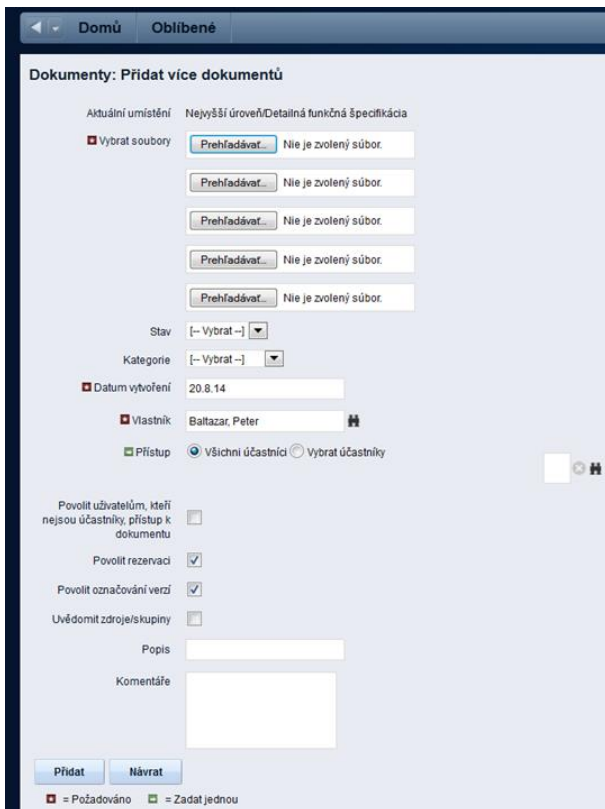 Domů Oblíbené
Dokumenty: Přidat více dokumentů
Aktuální umístění Nejvyšší úroveň/Detailná funkčná špecifikácia
Vybrat soubory Prehľadávať... Nie je zvolený súbor.
Prehľadávať... Nie je zvolený súbor.
Prehľadávať... Nie je zvolený súbor.
Prehľadávať... Nie je zvolený súbor.
Prehľadávať... Nie je zvolený súbor.
Stav [-- Vybrat --]
Kategorie [-- Vybrat --]
Datum vytvoření 20.8.14
Vlastník Baltazar, Peter
Přístup Všichni účastníci Vybrat účastníky
Povolit uživatelům, kteří
nejsou účastníky, přístup k
dokumentu
Povolit rezervaci
Povolit označování verzí
Uvědomit zdroje/skupiny
Popis
Komentáře
Přidat Návrat
= Požadováno = Zadat jednou